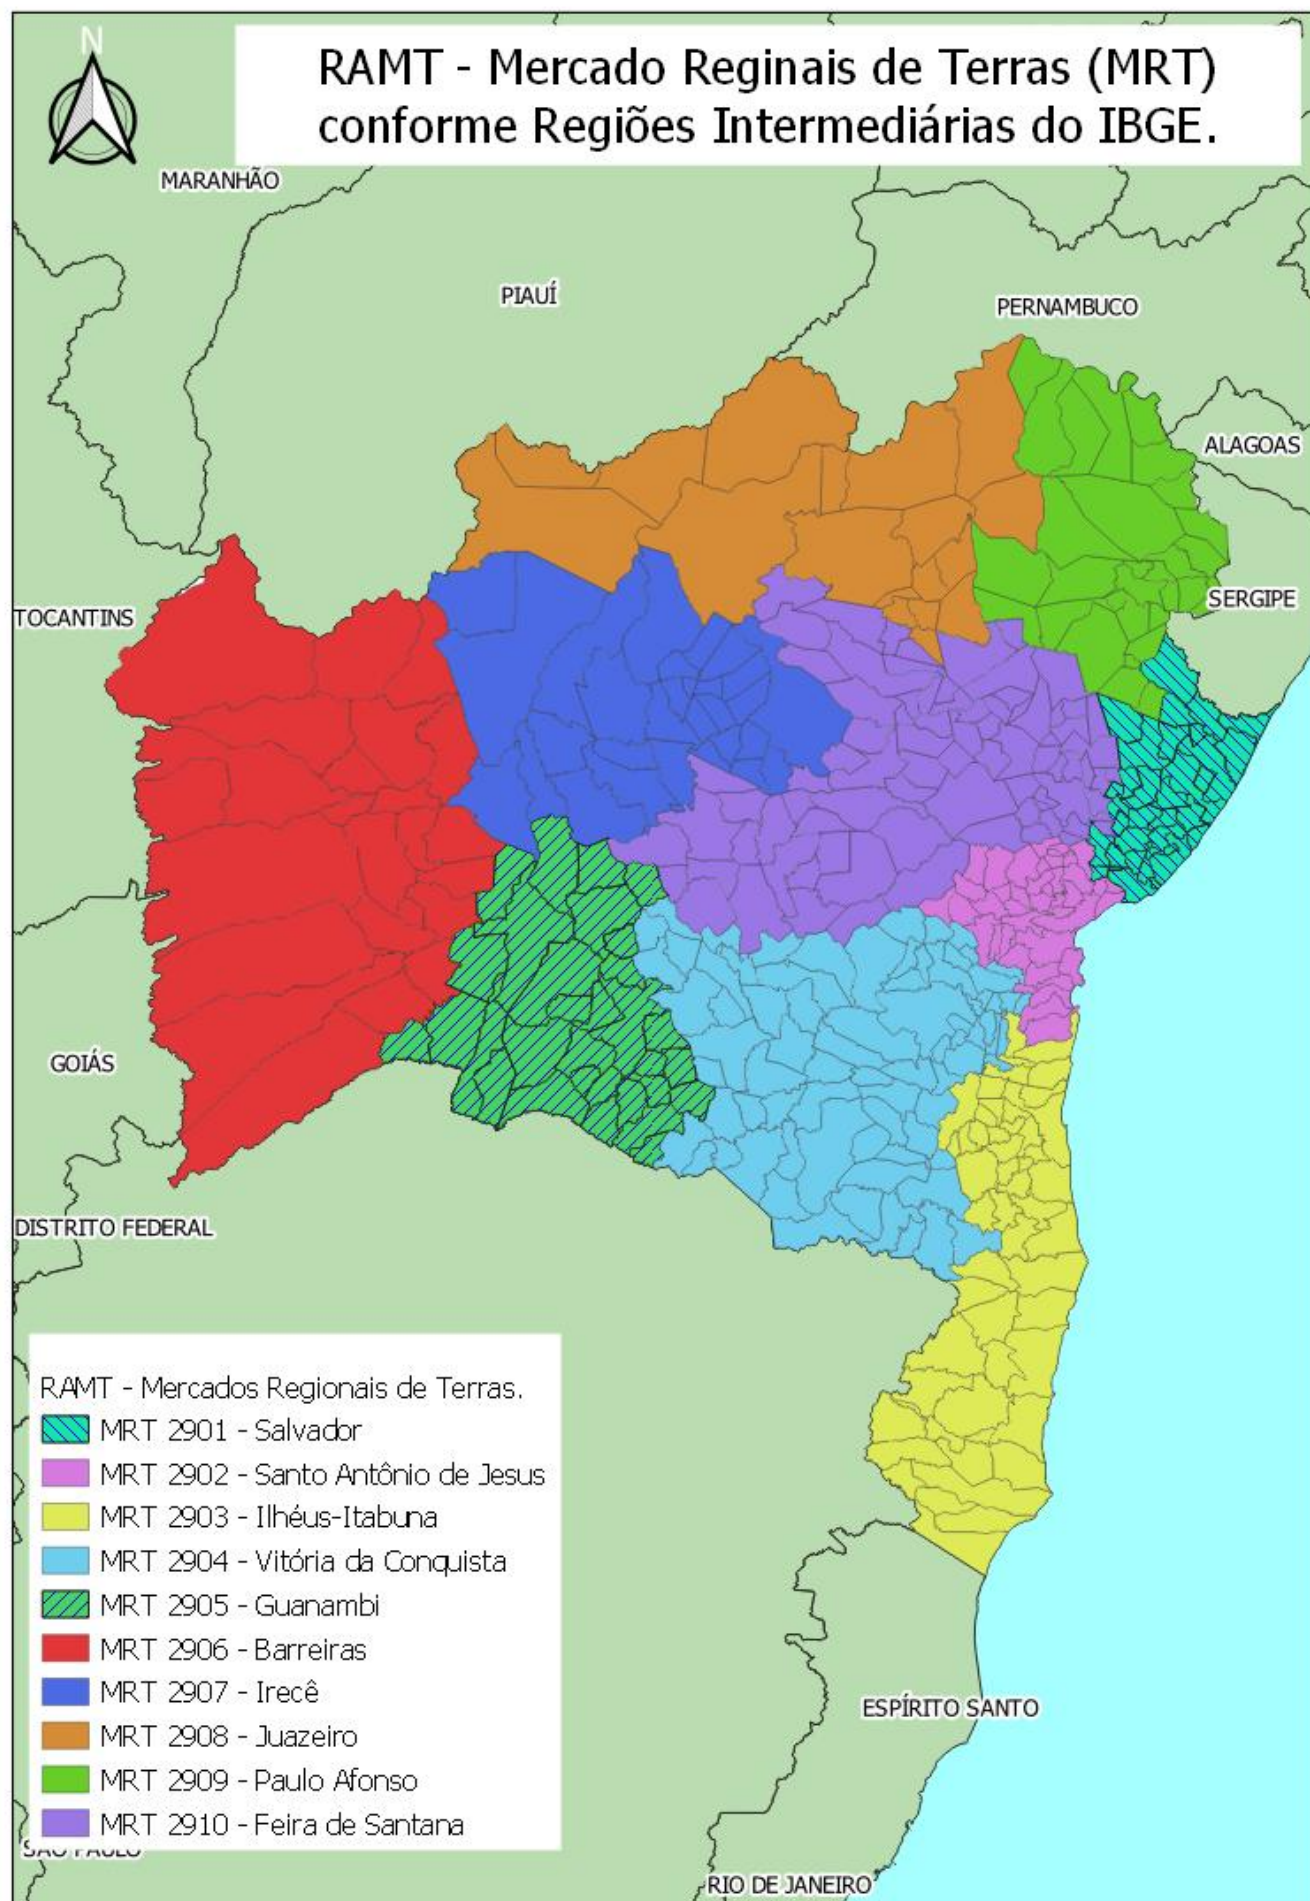 N
RAMT - Mercado Reginais de Terras (MRT)
conforme Regiões Intermediárias do IBGE.
MARANHÃO
PIAUÍ
PERNAMBUCO
ALAGOAS
SERGIPE
TOCANTINS
GOIÁS
DISTRITO FEDERAL
RAMT - Mercados Regionais de Terras.
MRT 2901 - Salvador
MRT 2902 - Santo Antônio de Jesus
MRT 2903 - Ilhéus-Itabuna
MRT 2904 - Vitória da Conquista
MRT 2905 - Guanambi
MRT 2906 - Barreiras
MRT 2907 - Irecê
MRT 2908 - Juazeiro
MRT 2909 - Paulo Afonso
MRT 2910 - Feira de Santana
SÃO PAULO
ESPÍRITO SANTO
RIO DE JANEIRO